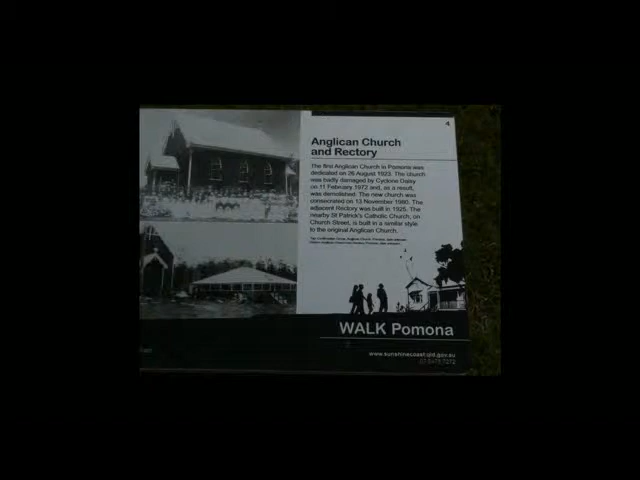 4
Anglican Church
and Rectory
The first Anglican Church in Pomona was
dedicated on 26 August 1923. The church
was badly damaged by Cyclone Daisy
on 11 February 1972 and, as a result,
was demolished. The new church was
consecrated on 13 November 1980. The
adjacent Rectory was built in 1925. The
nearby St Patrick's Catholic Church, on
Church Street, is built in a similar style
to the original Anglican Church.
WALK Pomona
www.sunshinecoast.qld.gov.au